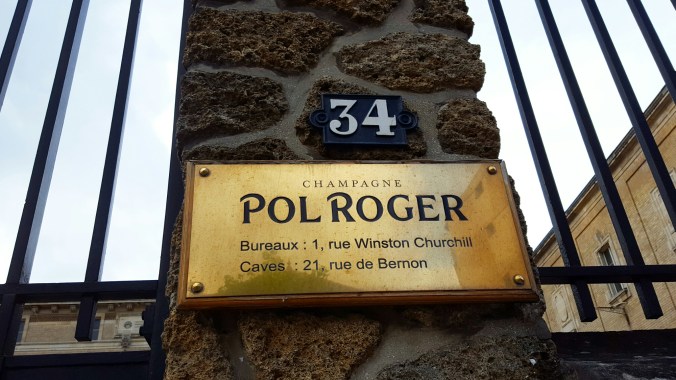 34
CHAMPAGNE
POL ROGER
Bureaux : 1, rue Winston Churchill
Caves : 21, rue de Bernon